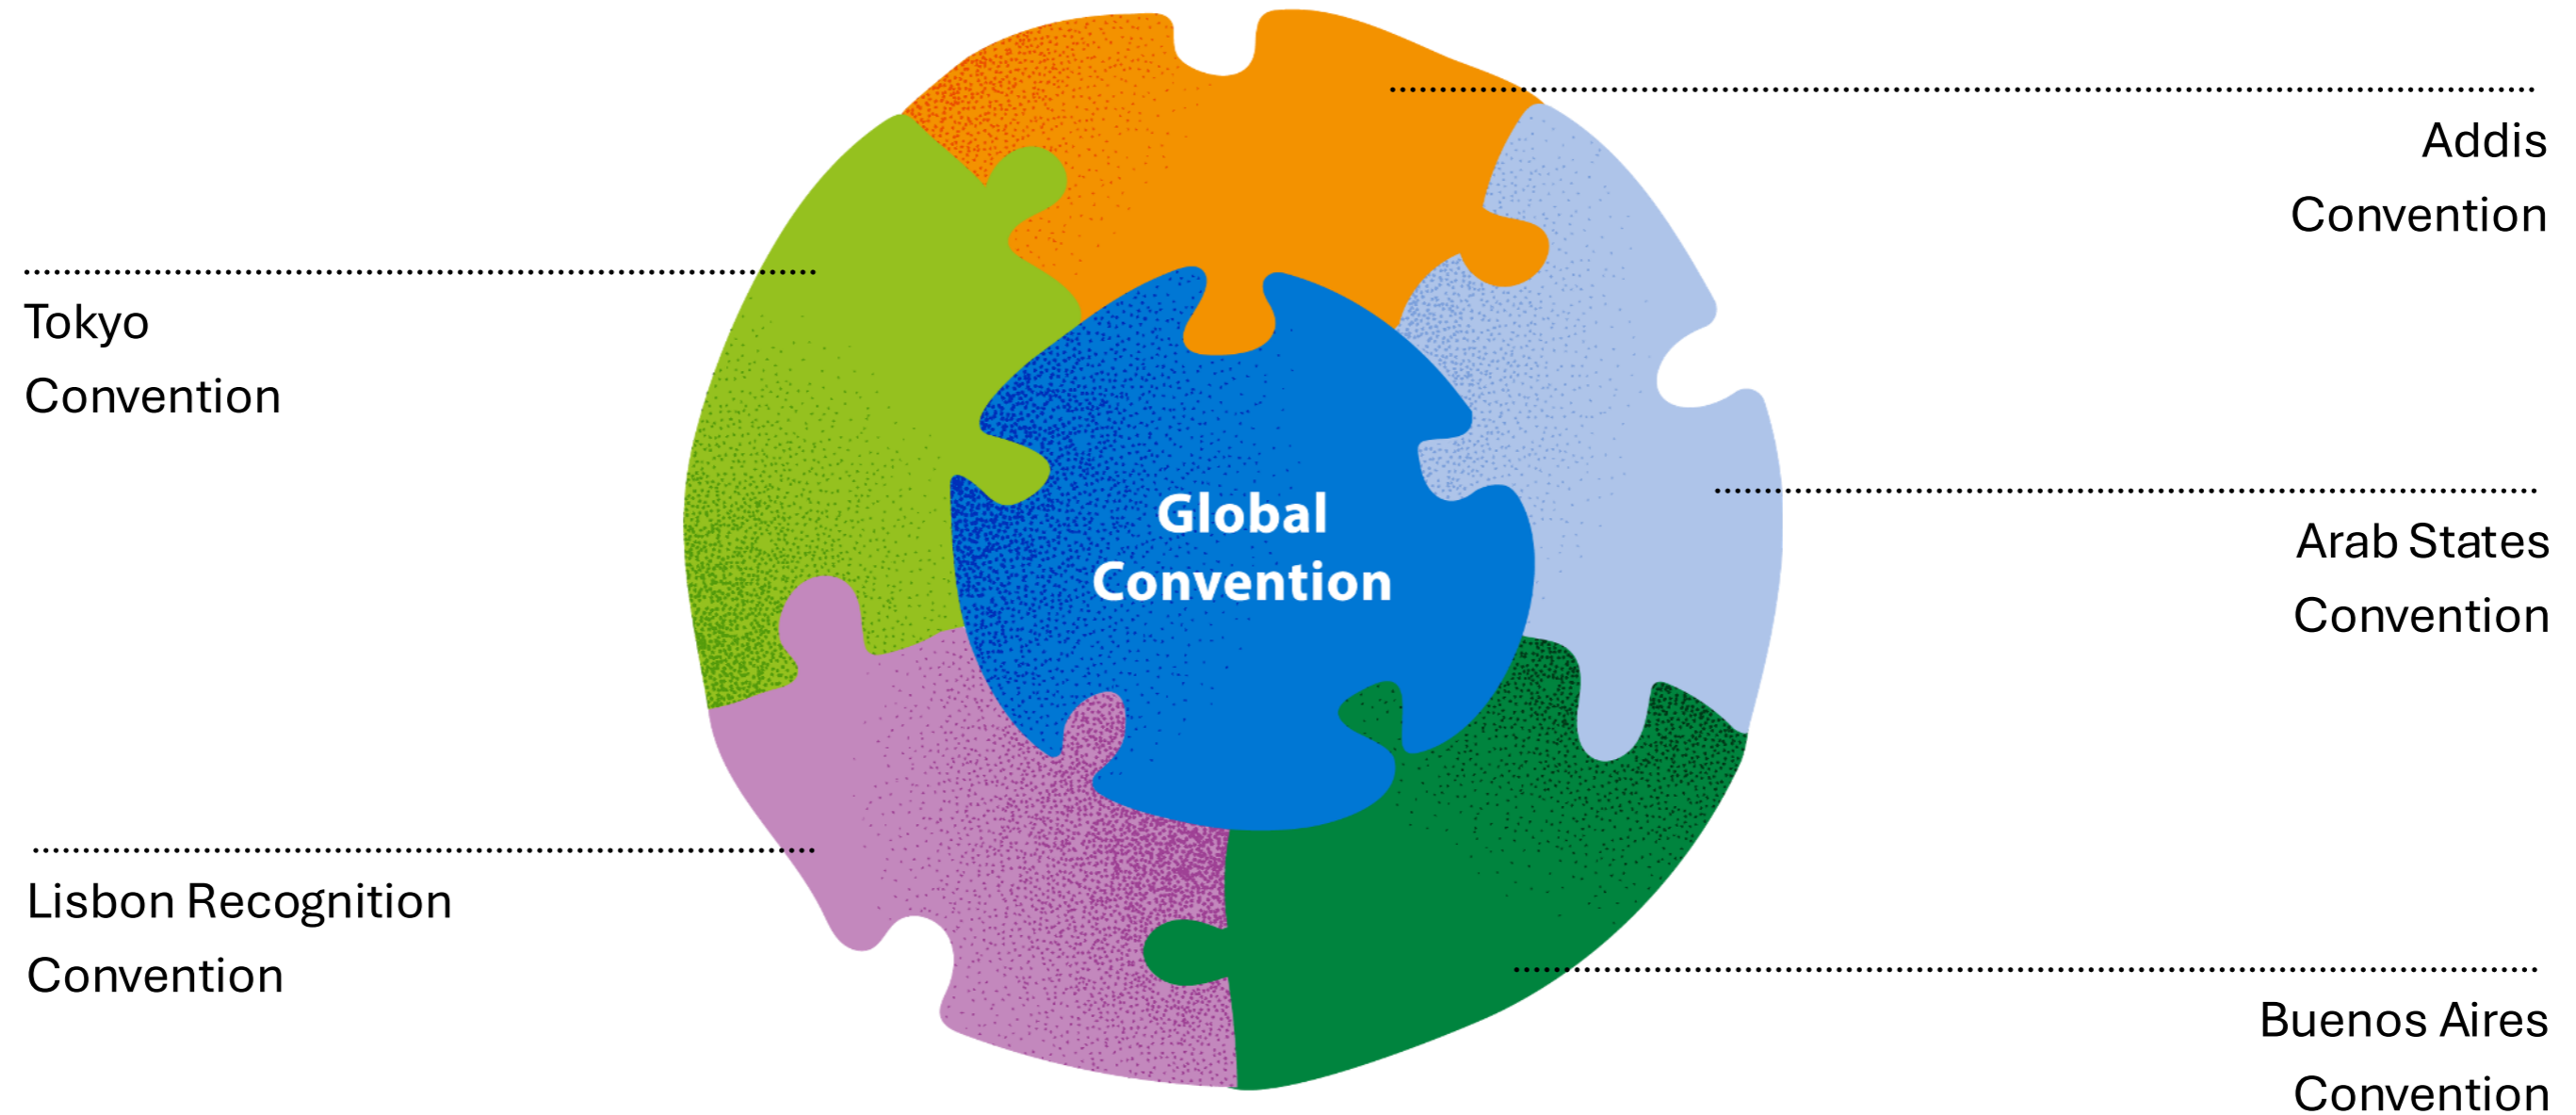 Addis
Convention
Tokyo
Convention
Global
Convention
Arab States
Convention
Lisbon Recognition
Convention
Buenos Aires
Convention